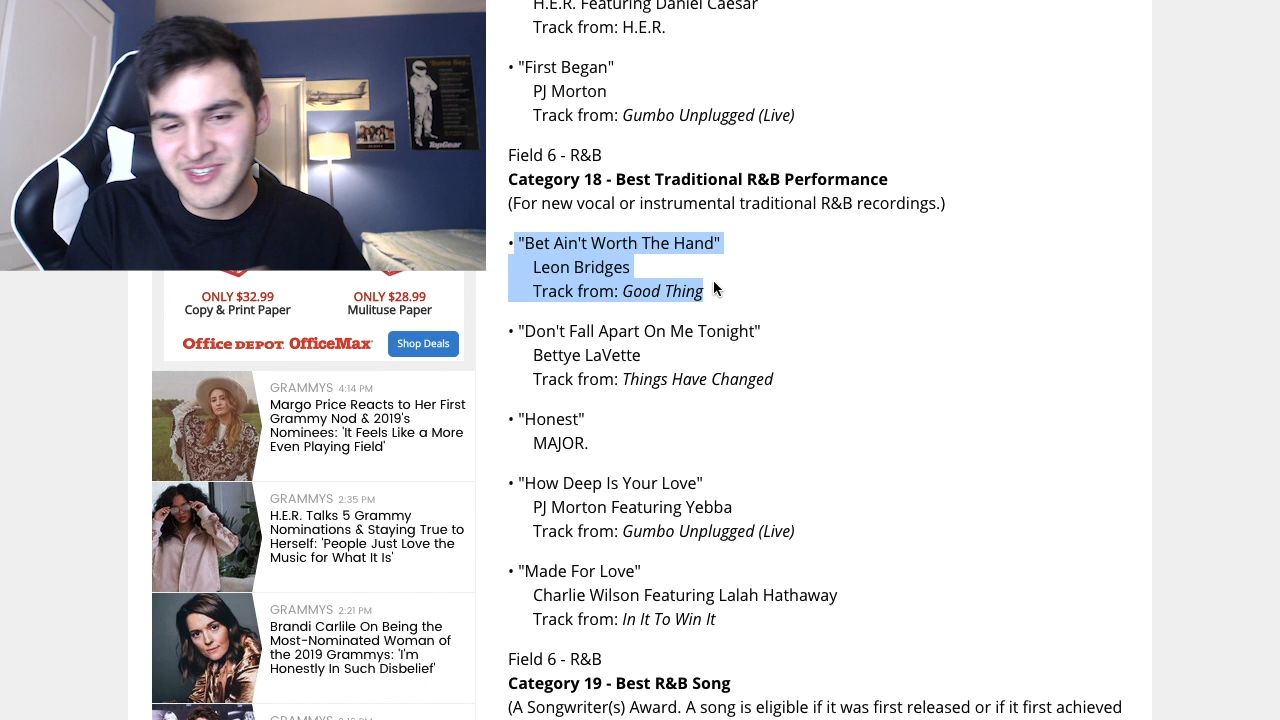 H.E.R. Featuring Daniel Caesar
Track from: H.E.R.
• "First Began"
PJ Morton
Track from: Gumbo Unplugged (Live)
Field 6 - R&B
Category 18 - Best Traditional R&B Performance
(For new vocal or instrumental traditional R&B recordings.)
• "Bet Ain't Worth The Hand"
Leon Bridges
Track from: Good Thing
• "Don't Fall Apart On Me Tonight"
Bettye LaVette
Track from: Things Have Changed
• "Honest"
MAJOR.
• "How Deep Is Your Love"
PJ Morton Featuring Yebba
Track from: Gumbo Unplugged (Live)
• "Made For Love"
Charlie Wilson Featuring Lalah Hathaway
Track from: In It To Win It
Field 6 - R&B
Category 19 - Best R&B Song
(A Songwriter(s) Award. A song is eligible if it was first released or if it first achieved
"Some Say...
TopGear
ONLY $32.99
Copy & Print Paper
ONLY $28.99
Mulituse Paper
Office DEPOT OfficeMax
Shop Deals
GRAMMYS 4:14 PM
Margo Price Reacts to Her First
Grammy Nod & 2019's
Nominees: 'It Feels Like a More
Even Playing Field'
GRAMMYS 2:35 PM
H.E.R. Talks 5 Grammy
Nominations & Staying True to
Herself: 'People Just Love the
Music for What It Is'
GRAMMYS 2:21 PM
Brandi Carlile On Being the
Most-Nominated Woman of
the 2019 Grammys: 'I'm
Honestly In Such Disbelief'